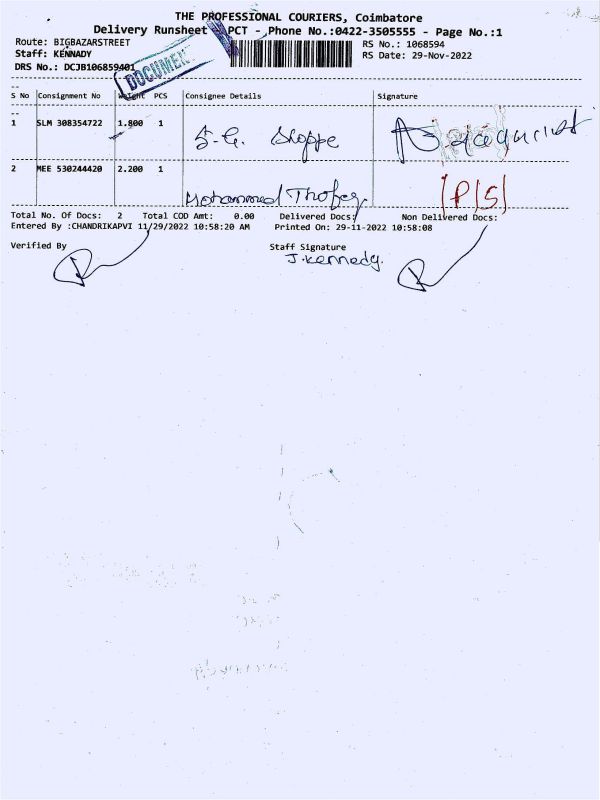 THE PROFESSIONAL COURIERS, Coimbatore
Delivery Runsheet - PCT - Phone No.:0422-3505555 - Page No.:1
Route: BIGBAZARSTREET RS No.: 1068594
Staff: KENNADY RS Date: 29-Nov-2022
DRS No.: DCJB106859401
DOCUMEN
S No Consignment No Weight PCS Consignee Details Signature
1 SLM 308354722 1.800 1 S.G. Shoppe
2 MEE 530244420 2.200 1 Mohammed P/S
Total No. Of Docs: 2 Total COD Amt: 0.00 Delivered Docs: Non Delivered Docs:
Entered By :CHANDRIKAPVI 11/29/2022 10:58:20 AM Printed On: 29-11-2022 10:58:08
Verified By Staff Signature
J.Kennady.